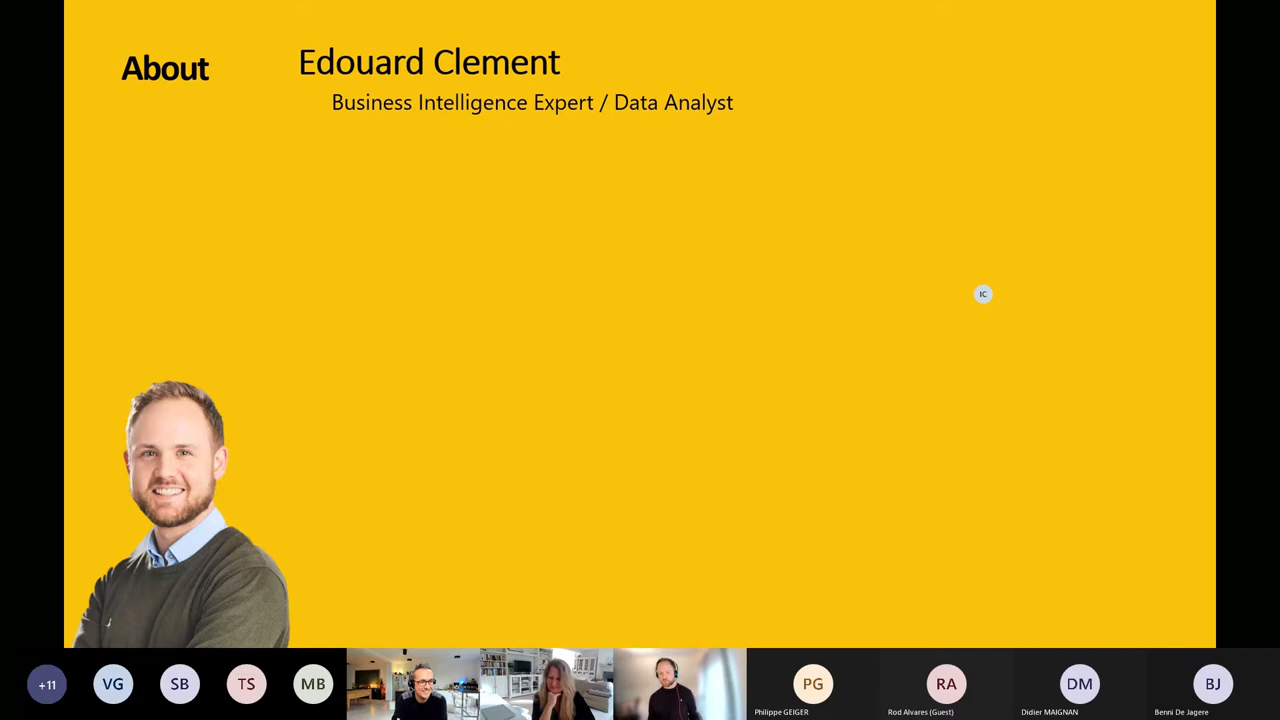 About
Edouard Clement
Business Intelligence Expert / Data Analyst
IC
+11
VG
SB
TS
MB
PG
Philippe GEIGER
RA
Rod Alvares (Guest)
DM
Didier MAIGNAN
BJ
Benni De Jagere